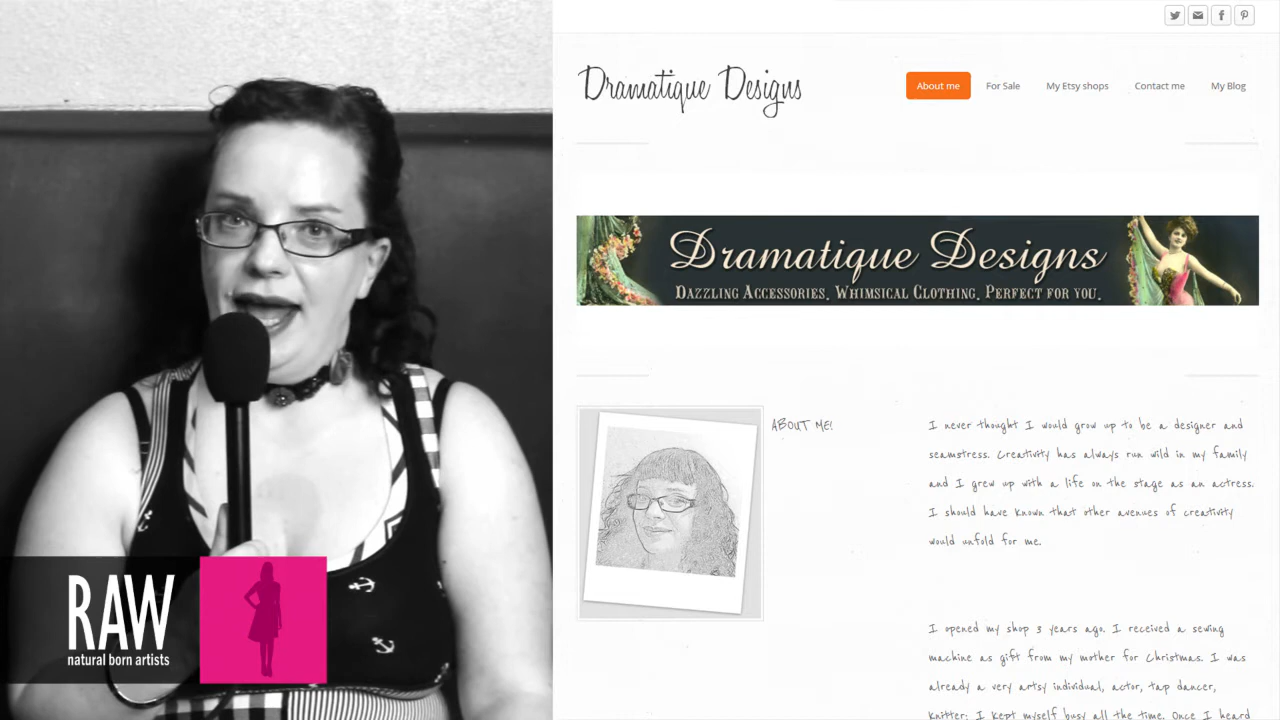 Dramatique Designs
About me
For Sale
My Etsy shops
Contact me
My Blog
Dramatique Designs
DAZZLING ACCESSORIES. WHIMSICAL CLOTHING. PERFECT FOR YOU.
ABOUT ME!
I never thought I would grow up to be a designer and
seamstress. Creativity has always run wild in my family
and I grew up with a life on the stage as an actress.
I should have known that other avenues of creativity
would unfold for me.
I opened my shop 3 years ago. I received a sewing
machine as gift from my mother for Christmas. I was
already a very artsy individual, actor, tap dancer,
knitter; I kept myself busy all the time. Once I heard
RAW
natural born artists